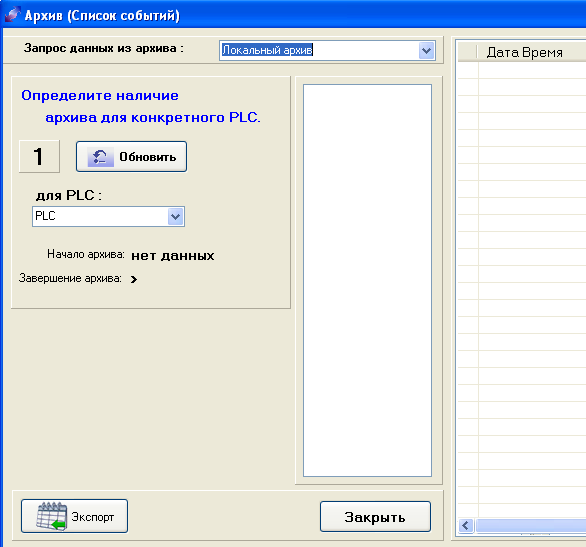 Архив (Список событий)
Запрос данных из архива :
Локальный архив
Дата Время
Определите наличие
архива для конкретного PLC.
1
Обновить
для PLC :
PLC
Начало архива: нет данных
Завершение архива: >
Экспорт
Закрыть